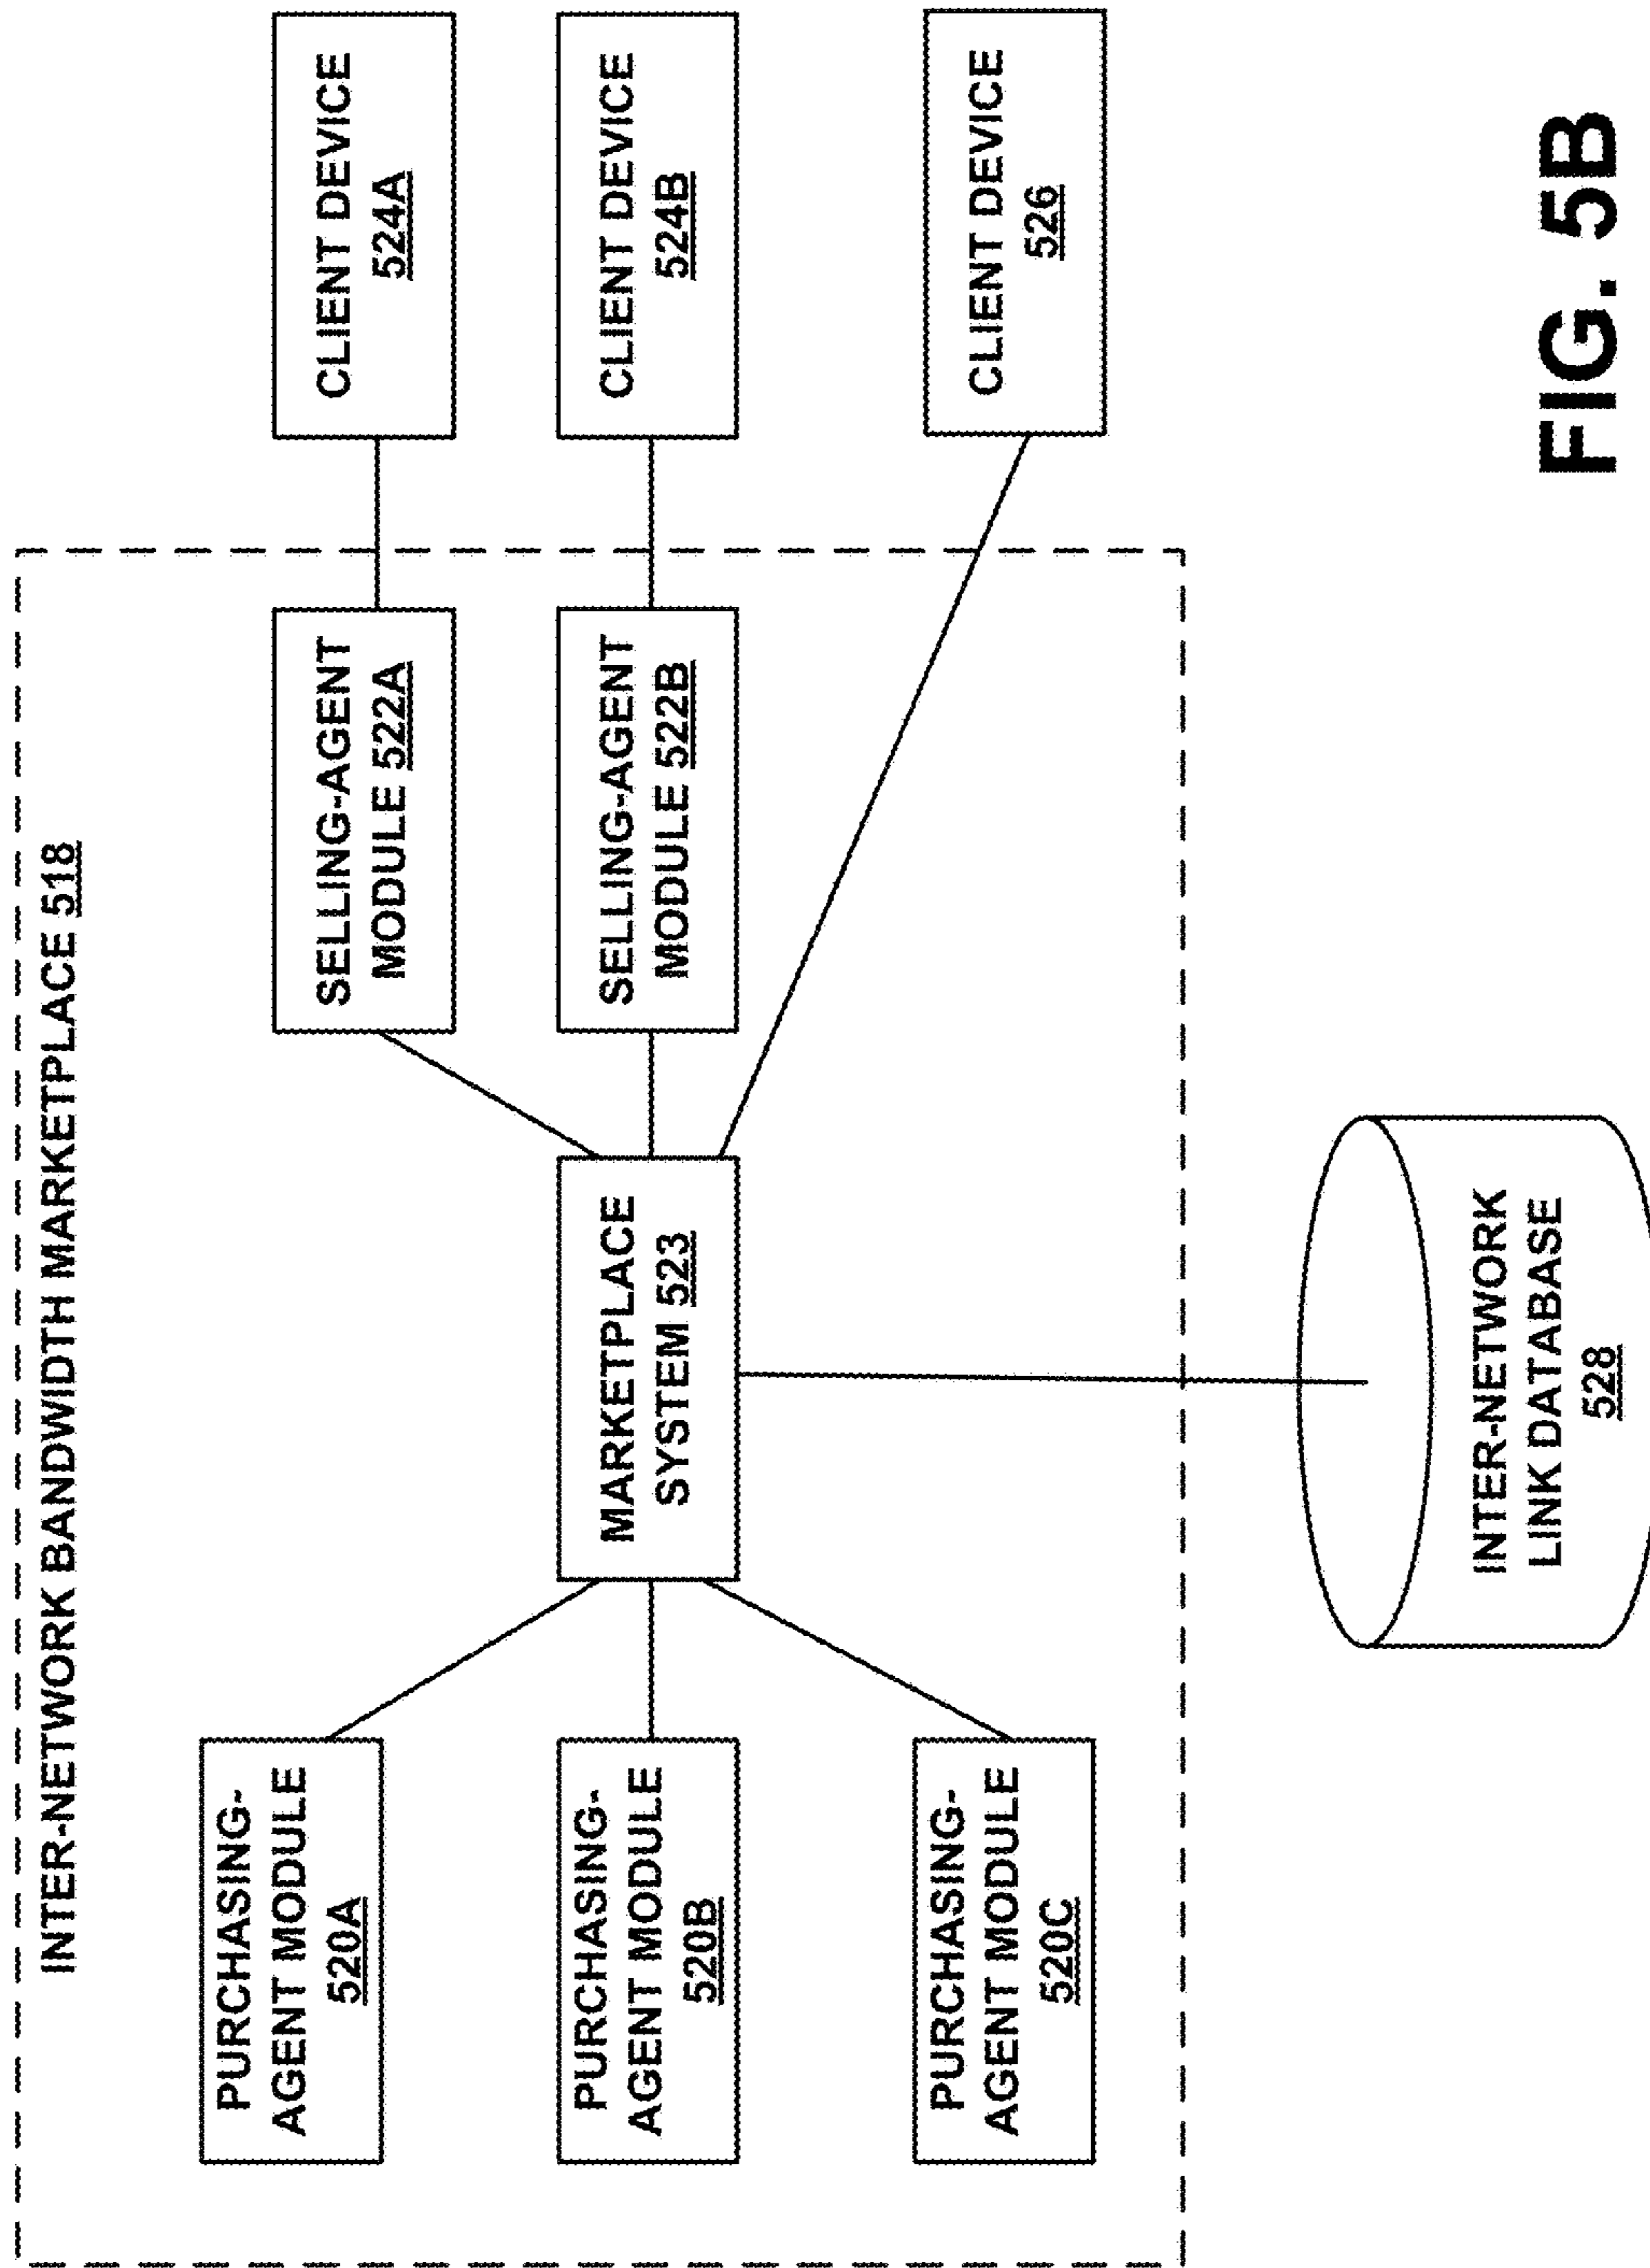 INTER-NETWORK BANDWIDTH MARKETPLACE 518
PURCHASING-
AGENT MODULE
520A
PURCHASING-
AGENT MODULE
520B
PURCHASING-
AGENT MODULE
520C
MARKETPLACE
SYSTEM 523
SELLING-AGENT
MODULE 522A
SELLING-AGENT
MODULE 522B
CLIENT DEVICE
524A
CLIENT DEVICE
524B
CLIENT DEVICE
526
INTER-NETWORK
LINK DATABASE
528
FIG. 5B